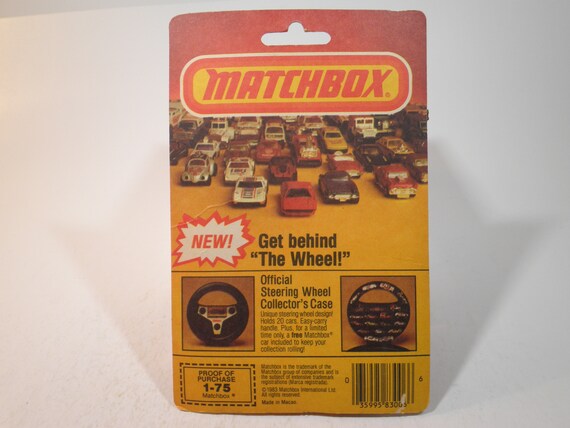 MATCHBOX®
NEW!
Get behind
"The Wheel!"
Official
Steering Wheel
Collector's Case
Unique steering wheel design!
Holds 20 cars. Easy-carry
handle. Plus, for a limited
time only, a free Matchbox®
car included to keep your
collection rolling!
PROOF OF
PURCHASE
1-75
Matchbox®
Matchbox is the trademark of the
Matchbox group of companies and is
the subject of extensive trademark
registrations (Marca registrada).
©1983 Matchbox International Ltd.
All rights reserved.
Made in Macau.
0
6